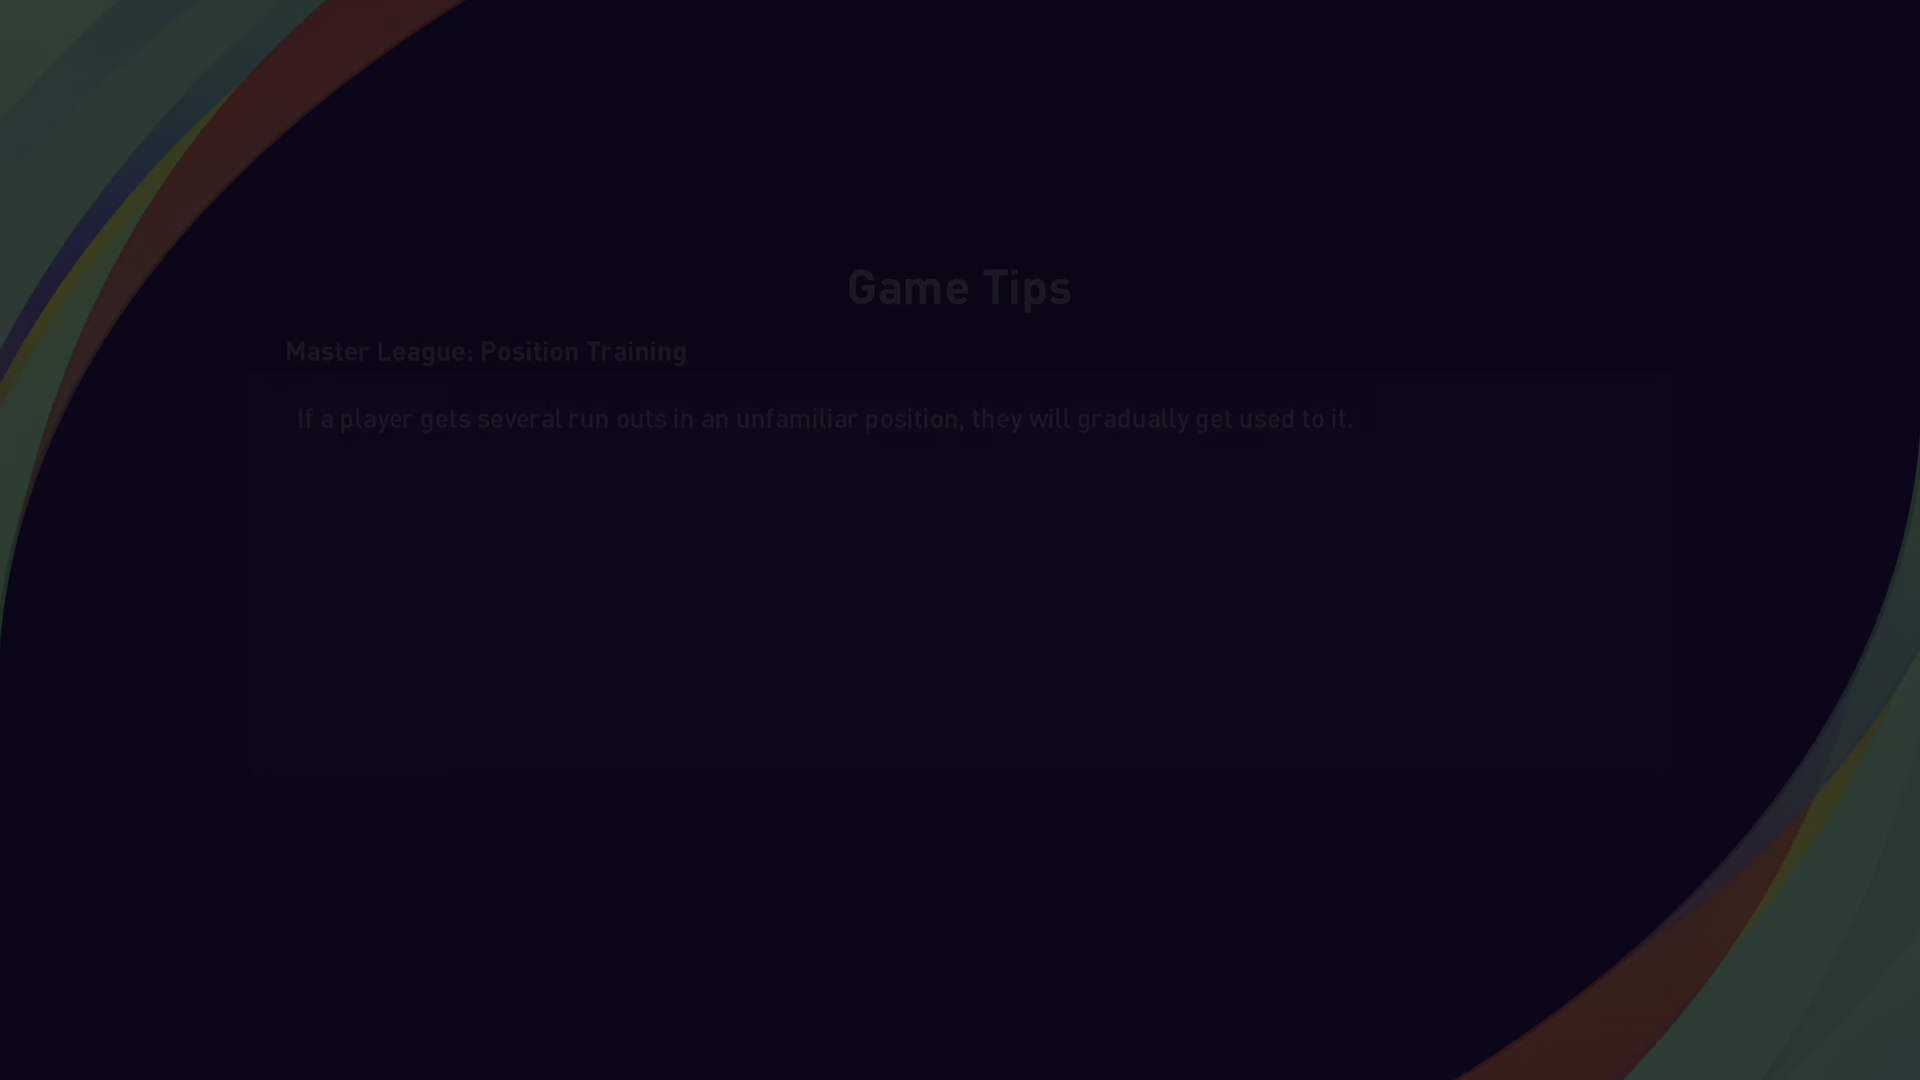 Game Tips
Master League: Position Training
If a player gets several run outs in an unfamiliar position, they will gradually get used to it.